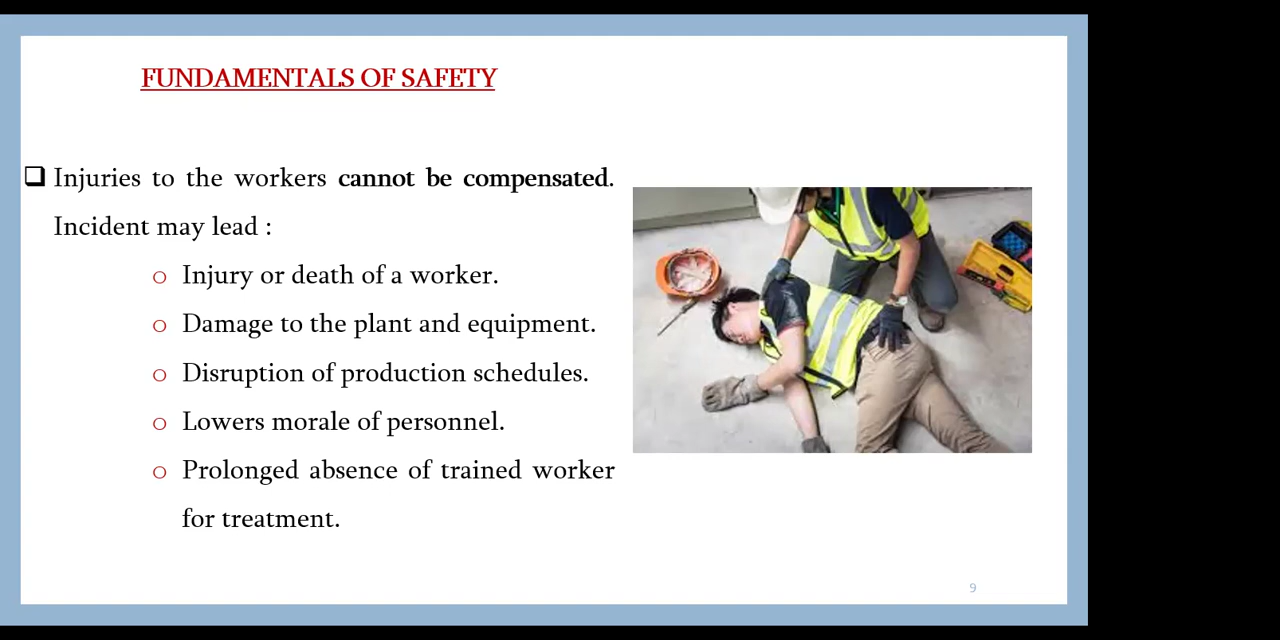 FUNDAMENTALS OF SAFETY
❑ Injuries to the workers cannot be compensated.
Incident may lead :
o Injury or death of a worker.
o Damage to the plant and equipment.
o Disruption of production schedules.
o Lowers morale of personnel.
o Prolonged absence of trained worker
for treatment.
9